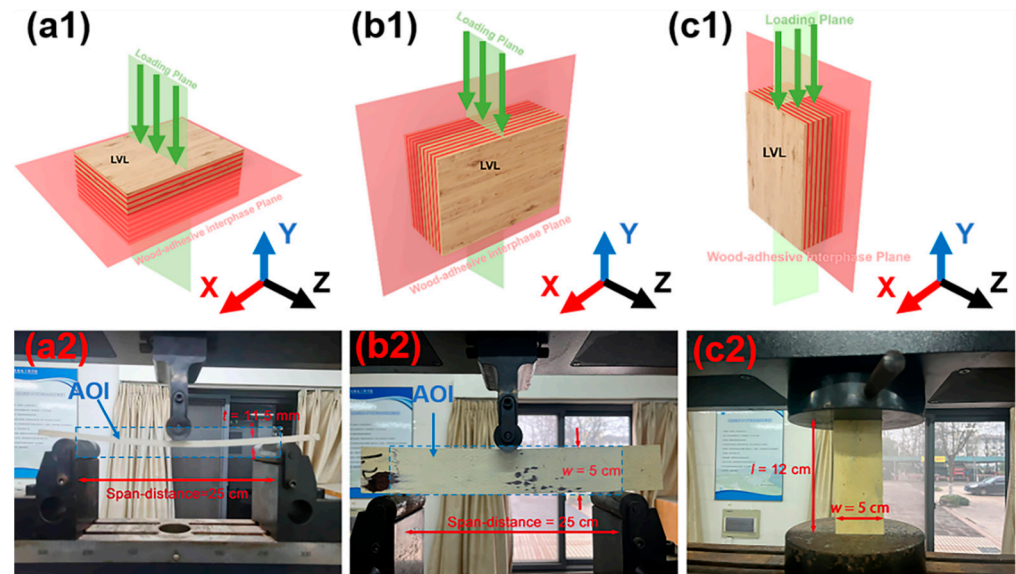 (a1)
Loading Plane
LVL
Wood-adhesive interphase Plane
Y
X
Z
(b1)
Loading Plane
LVL
Wood-adhesive interphase Plane
Y
X
Z
(c1)
Loading Plane
LVL
Wood-adhesive interphase Plane
Y
X
Z
(a2)
AOI
t = 11.5 mm
Span-distance=25 cm
(b2)
AOI
w = 5 cm
Span-distance = 25 cm
(c2)
l = 12 cm
w = 5 cm